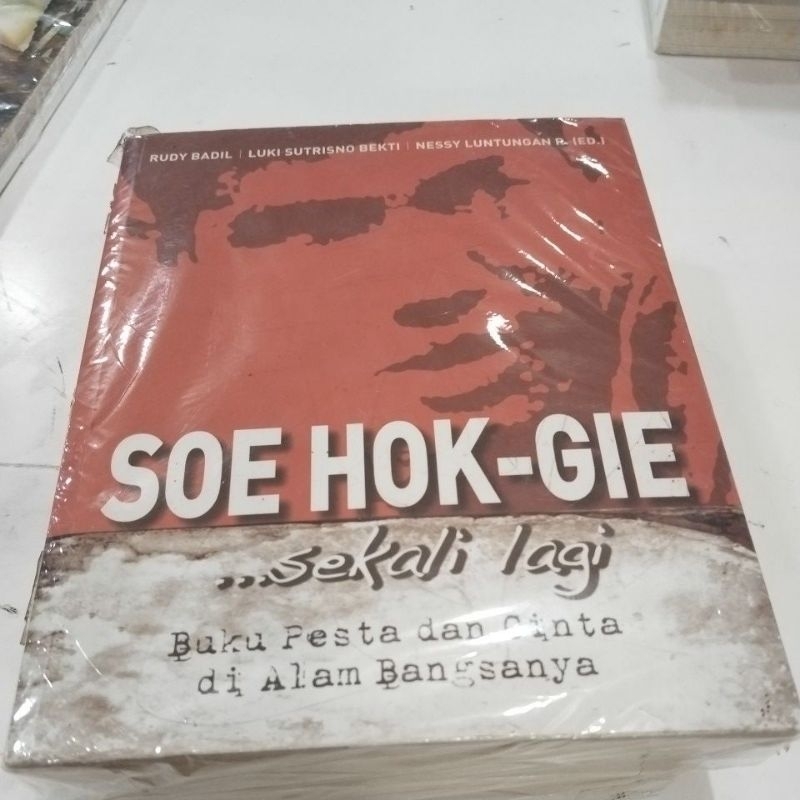 RUDY BADIL | LUKI SUTRISNO BEKTI | NESSY LUNTUNGAN R. (ED.)
SOE HOK-GIE
...sekali lagi
Buku Pesta dan Cinta
di Alam Bangsanya